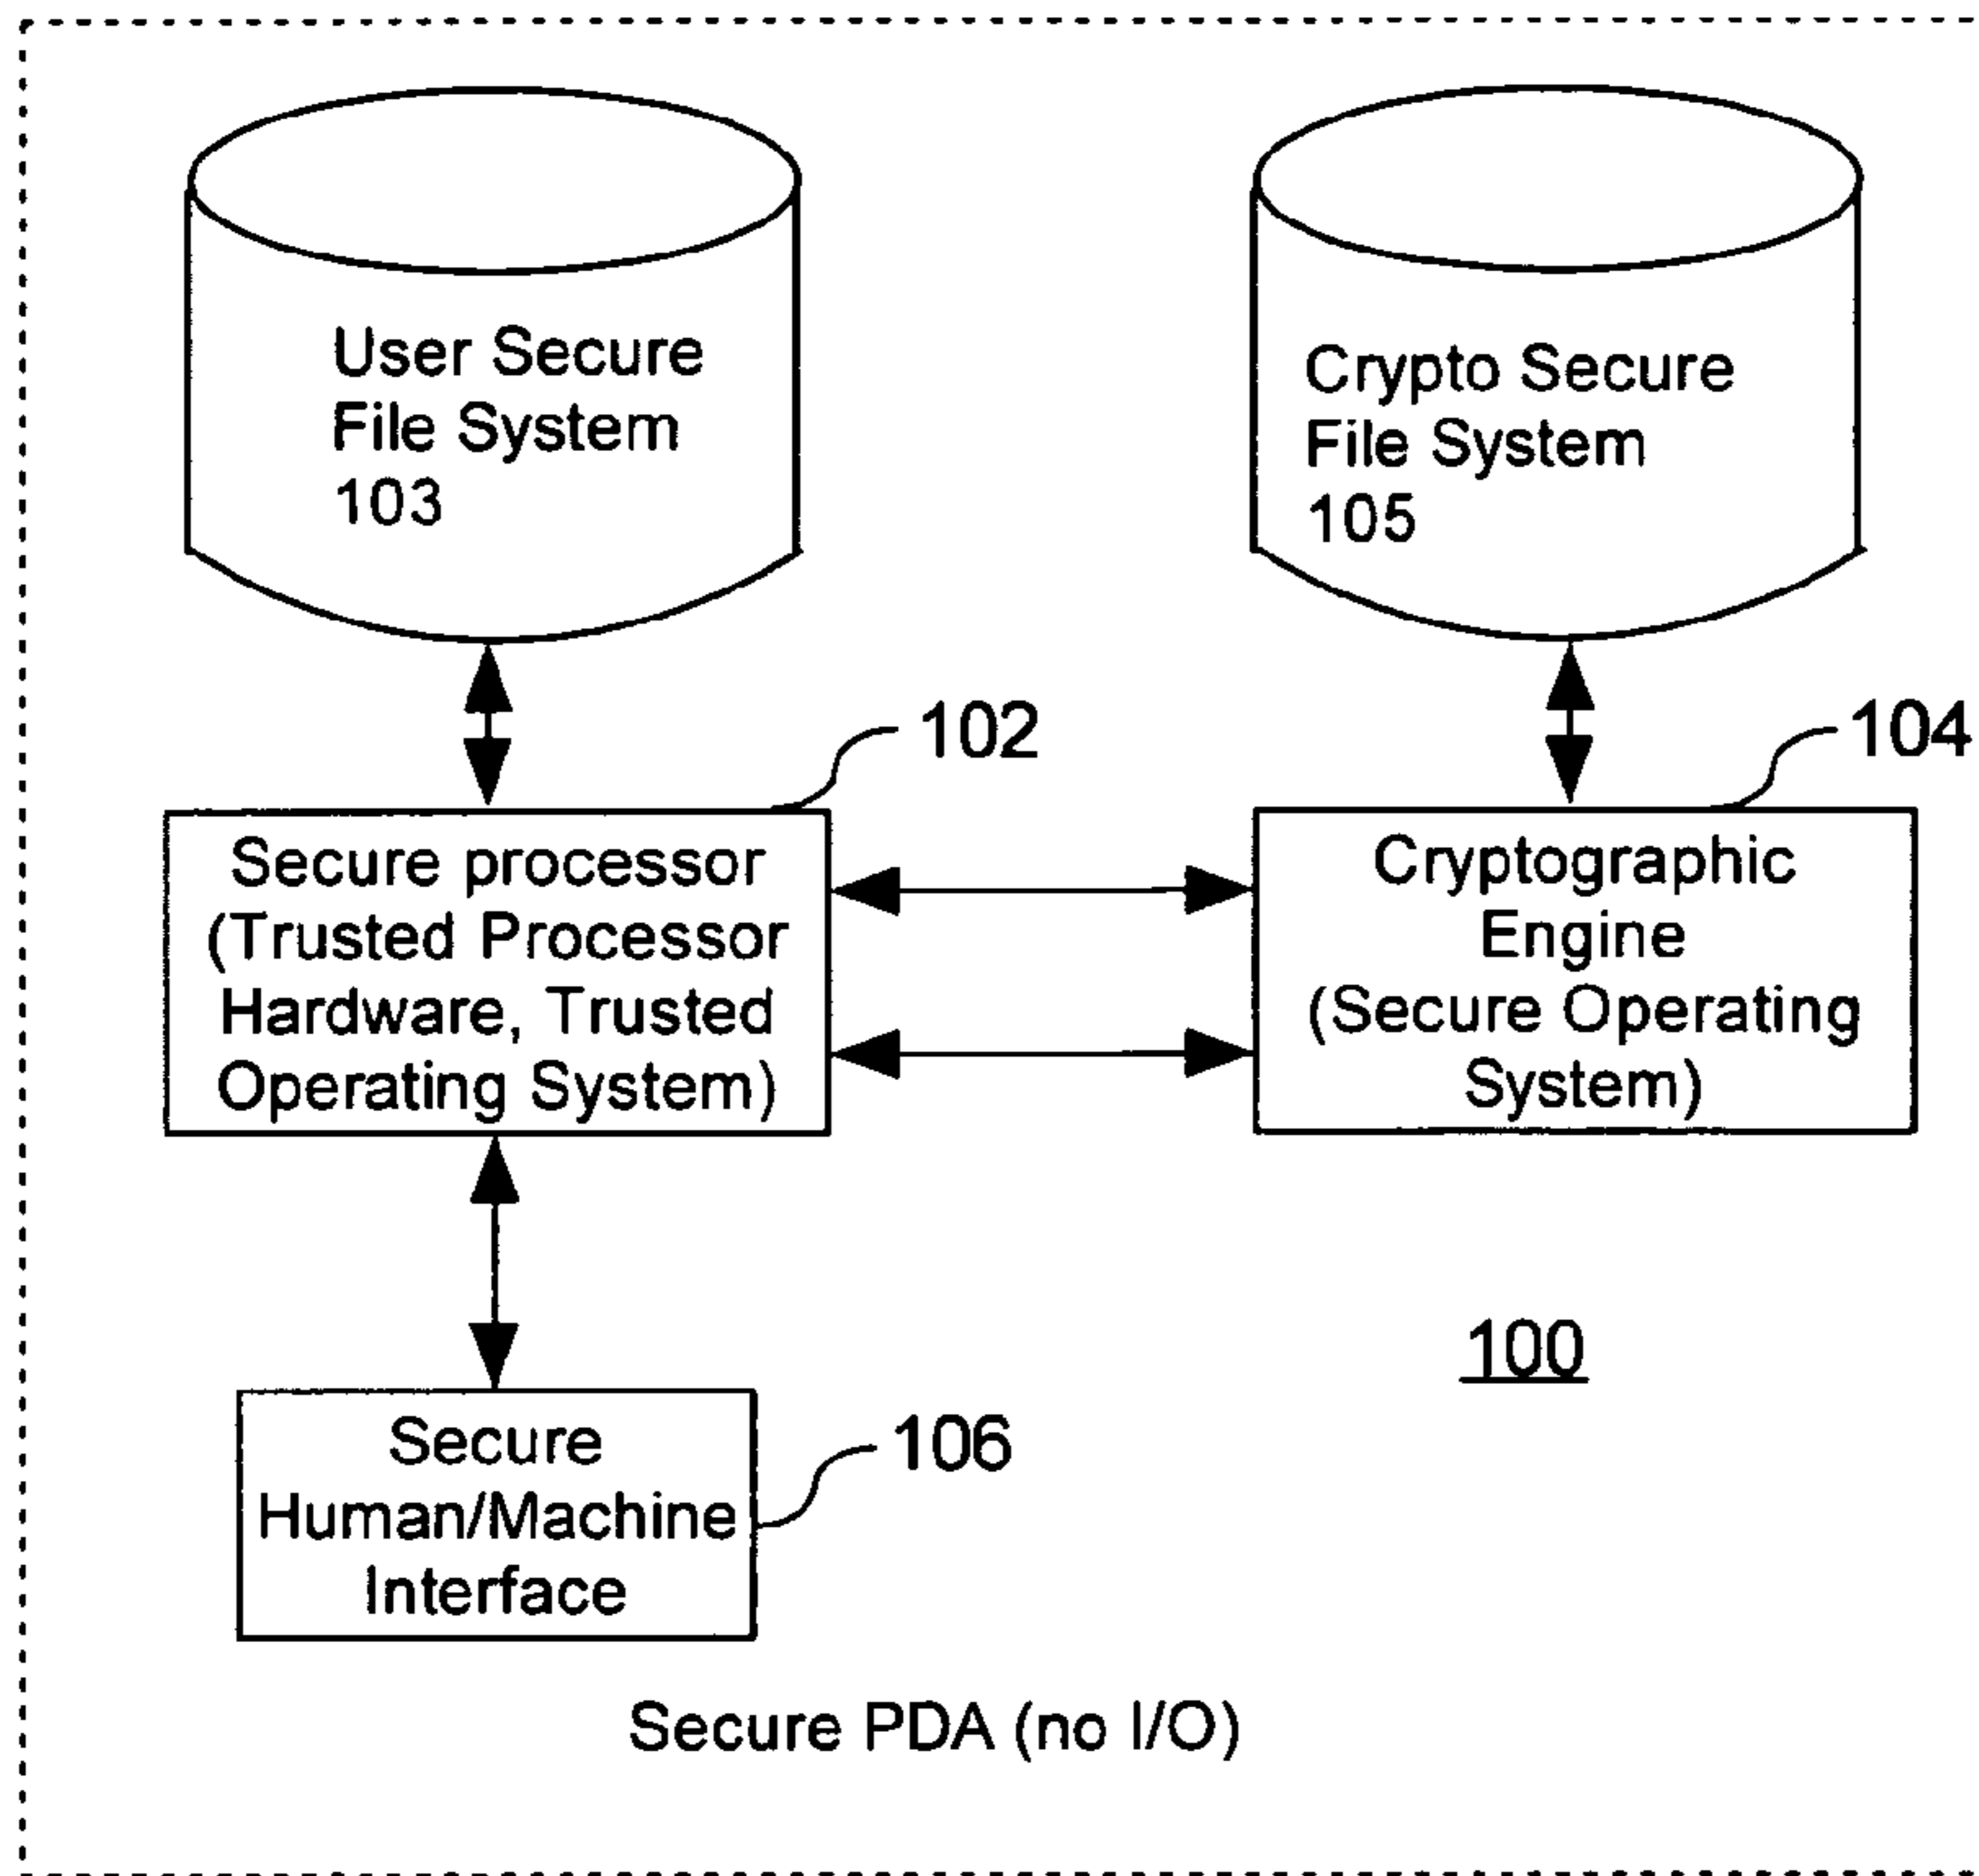 User Secure
File System
103
Crypto Secure
File System
105
102
104
Secure processor
(Trusted Processor
Hardware, Trusted
Operating System)
Cryptographic
Engine
(Secure Operating
System)
100
Secure
Human/Machine
Interface
106
Secure PDA (no I/O)